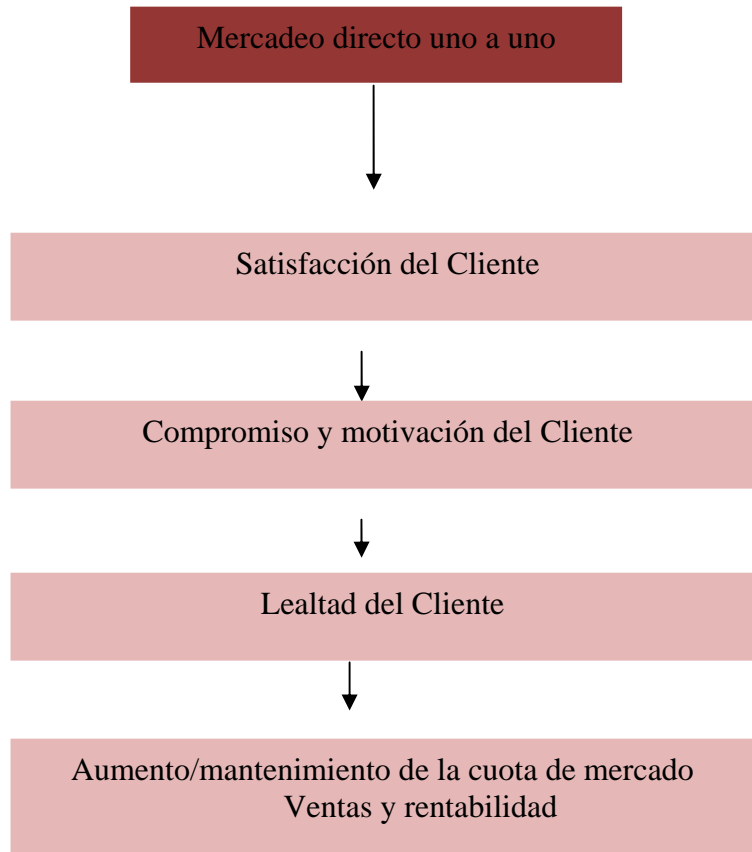 Mercadeo directo uno a uno
Satisfacción del Cliente
Compromiso y motivación del Cliente
Lealtad del Cliente
Aumento/mantenimiento de la cuota de mercado
Ventas y rentabilidad